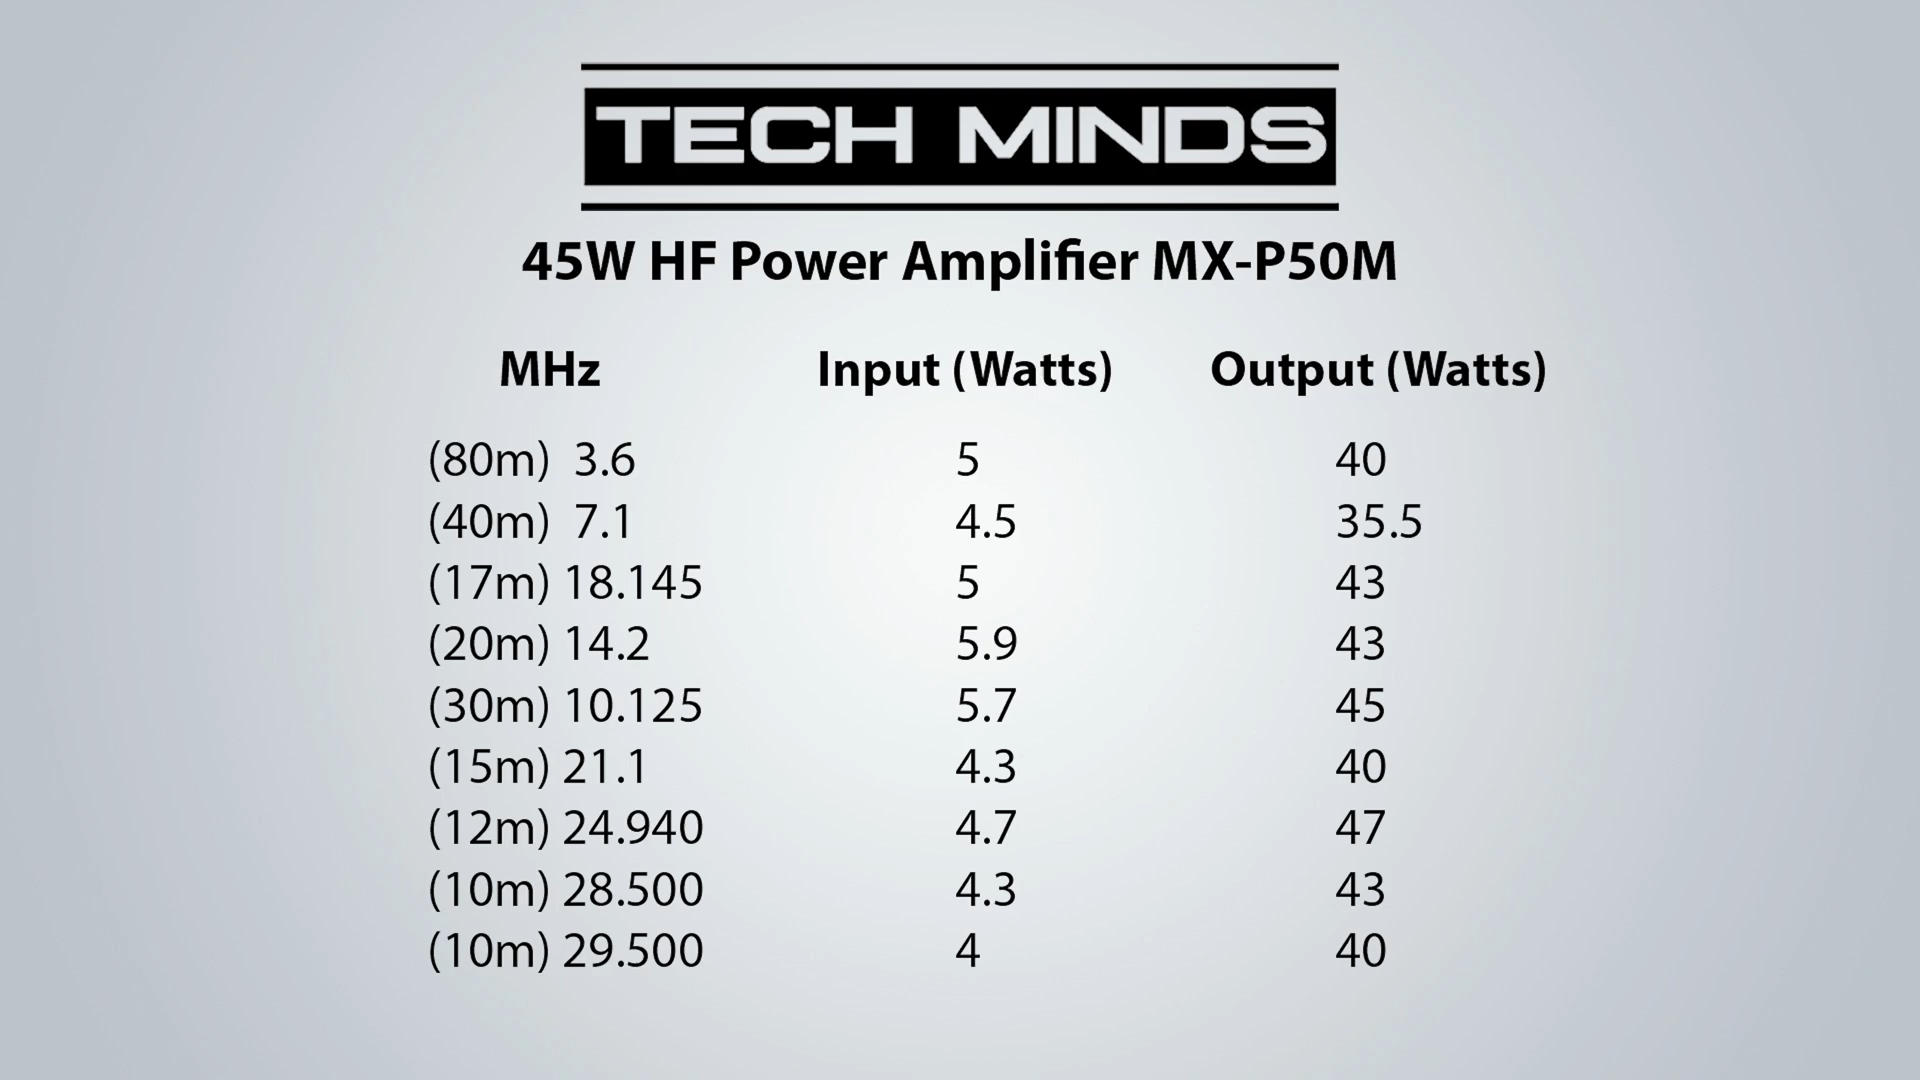 TECH MINDS
45W HF Power Amplifier MX-P50M
MHz Input (Watts) Output (Watts)
(80m) 3.6 5 40
(40m) 7.1 4.5 35.5
(17m) 18.145 5 43
(20m) 14.2 5.9 43
(30m) 10.125 5.7 45
(15m) 21.1 4.3 40
(12m) 24.940 4.7 47
(10m) 28.500 4.3 43
(10m) 29.500 4 40